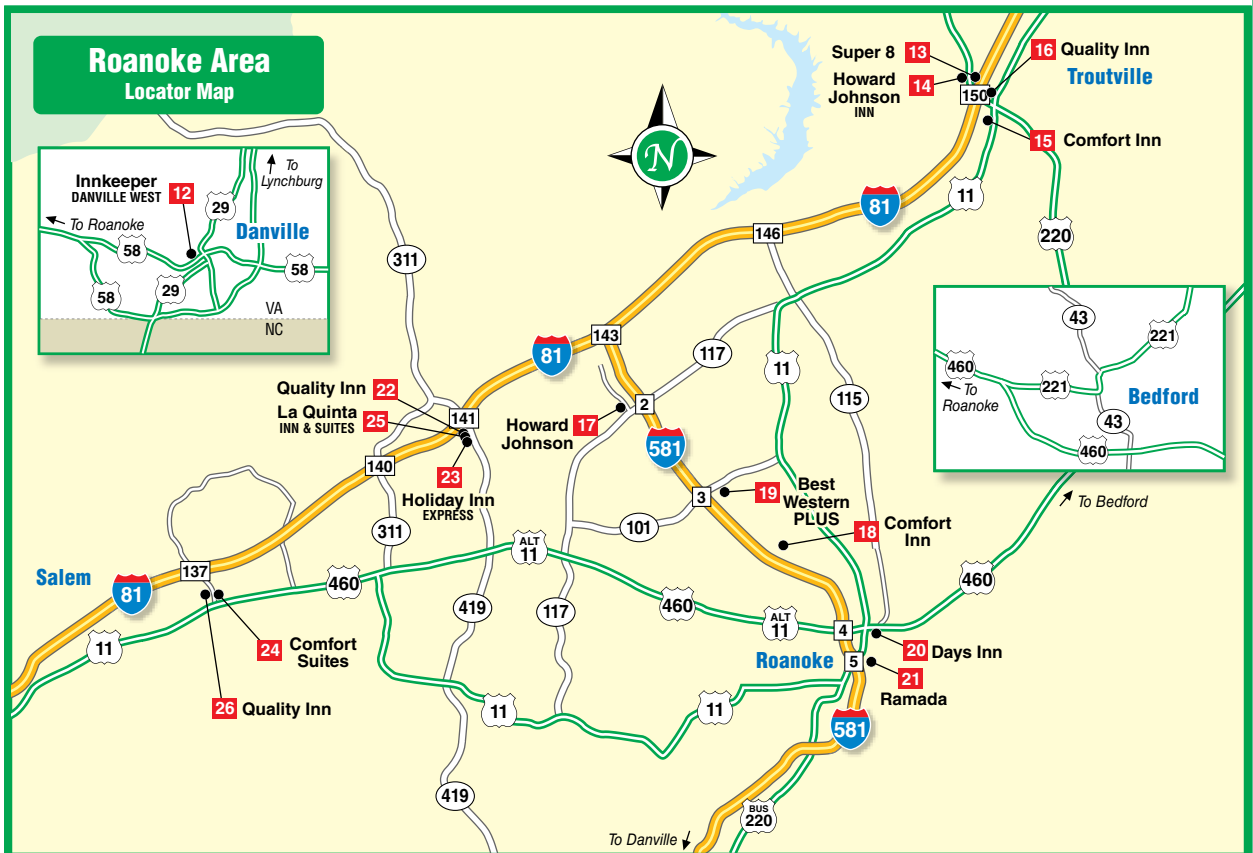 Roanoke Area
Locator Map
N
Super 8 13
16 Quality Inn
Troutville
Howard
Johnson
INN
14
150
15 Comfort Inn
11
81
220
146
Innkeeper
DANVILLE WEST
12
To
Lynchburg
29
To Roanoke
Danville
58
58
58
29
VA
NC
311
143
81
117
11
115
43
221
460
221
To
Roanoke
Bedford
43
460
To Bedford
Quality Inn 22
La Quinta
INN & SUITES
25
141
23
Holiday Inn
EXPRESS
140
311
Howard
Johnson
17
2
581
3
19
Best
Western
PLUS
18
Comfort
Inn
101
ALT
11
460
137
Salem
81
11
460
419
117
460
ALT
11
4
460
24 Comfort
Suites
26 Quality Inn
20 Days Inn
Roanoke
5
21
Ramada
11
11
581
419
BUS
220
To Danville